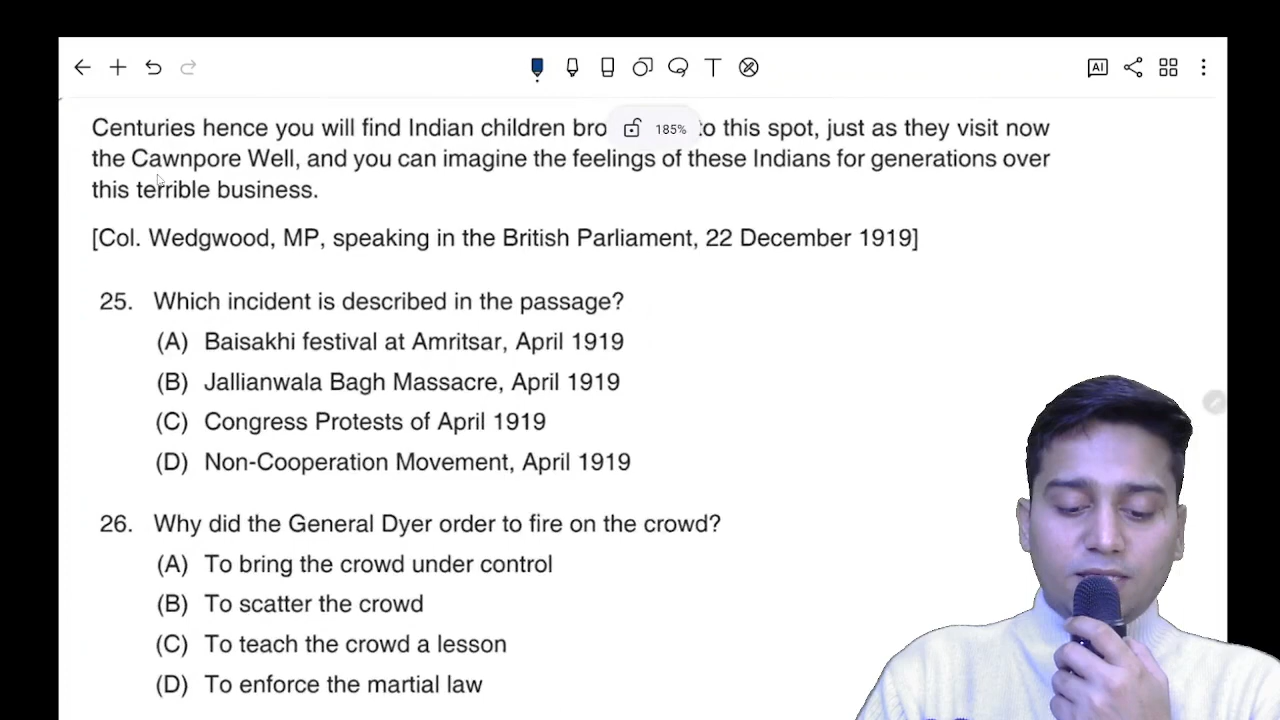 AI
Centuries hence you will find Indian children bro 185% to this spot, just as they visit now
the Cawnpore Well, and you can imagine the feelings of these Indians for generations over
this terrible business.
[Col. Wedgwood, MP, speaking in the British Parliament, 22 December 1919]
25. Which incident is described in the passage?
(A) Baisakhi festival at Amritsar, April 1919
(B) Jallianwala Bagh Massacre, April 1919
(C) Congress Protests of April 1919
(D) Non-Cooperation Movement, April 1919
26. Why did the General Dyer order to fire on the crowd?
(A) To bring the crowd under control
(B) To scatter the crowd
(C) To teach the crowd a lesson
(D) To enforce the martial law